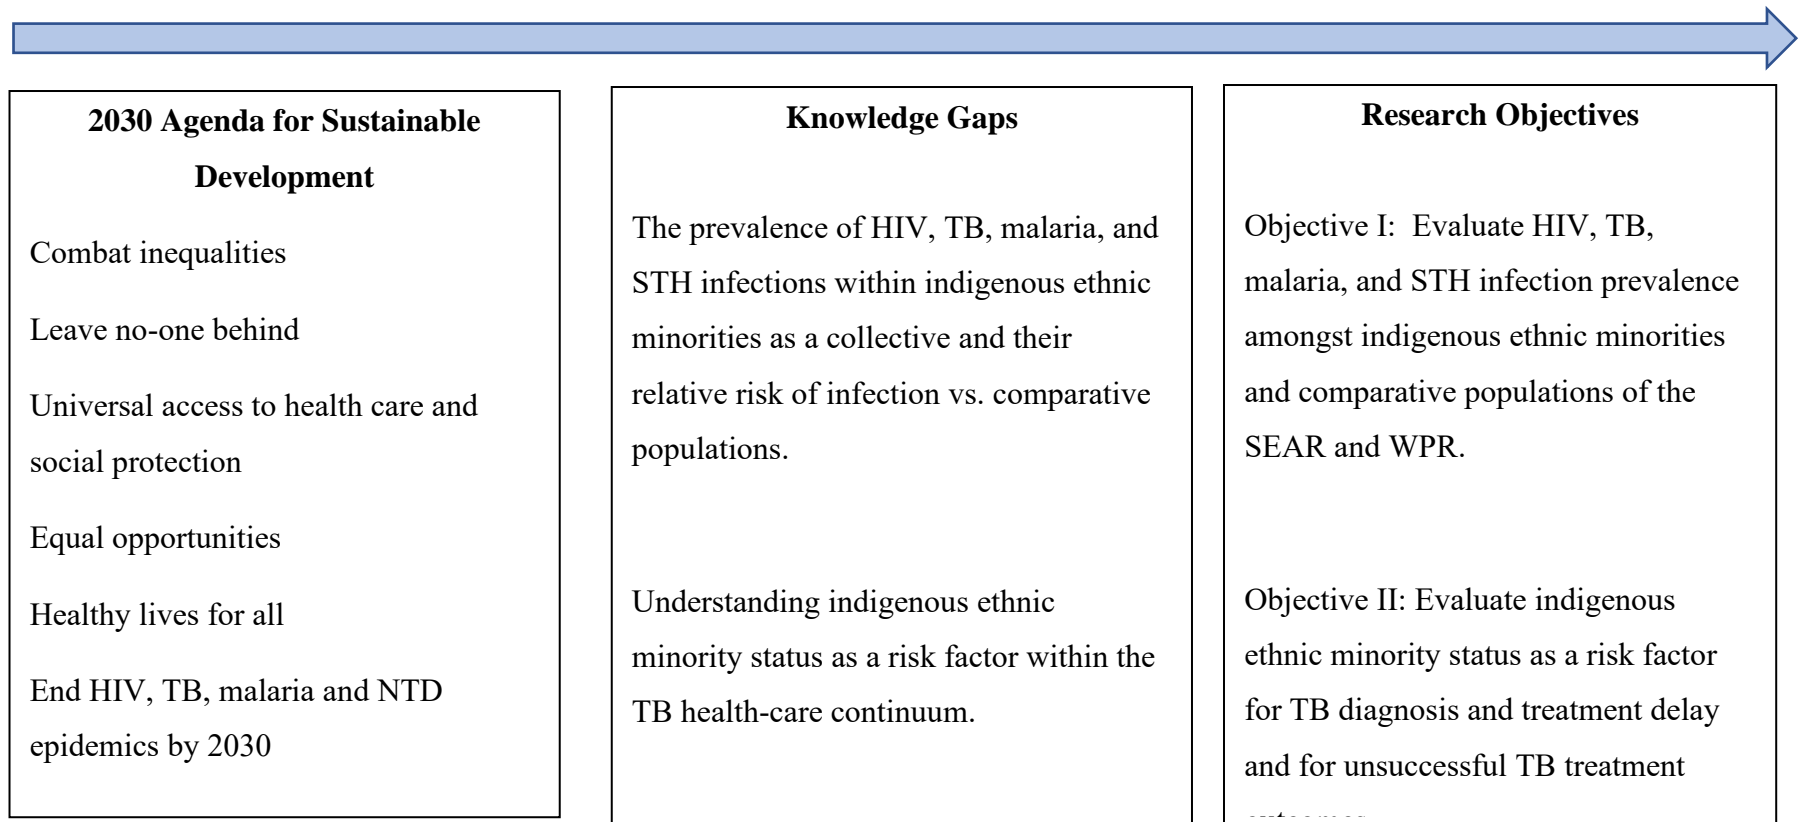 2030 Agenda for Sustainable
Development
Combat inequalities
Leave no-one behind
Universal access to health care and
social protection
Equal opportunities
Healthy lives for all
End HIV, TB, malaria and NTD
epidemics by 2030
Knowledge Gaps
The prevalence of HIV, TB, malaria, and
STH infections within indigenous ethnic
minorities as a collective and their
relative risk of infection vs. comparative
populations.
Understanding indigenous ethnic
minority status as a risk factor within the
TB health-care continuum.
Research Objectives
Objective I:  Evaluate HIV, TB,
malaria, and STH infection prevalence
amongst indigenous ethnic minorities
and comparative populations of the
SEAR and WPR.
Objective II: Evaluate indigenous
ethnic minority status as a risk factor
for TB diagnosis and treatment delay
and for unsuccessful TB treatment